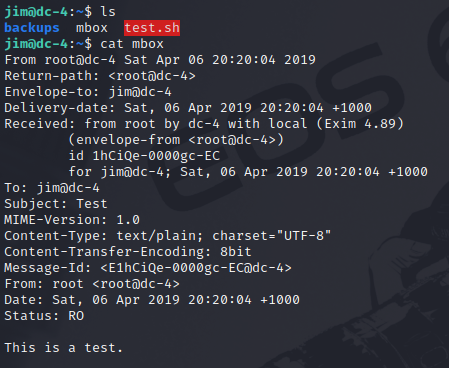 jim@dc-4:~$ ls
backups  mbox  test.sh
jim@dc-4:~$ cat mbox
From root@dc-4 Sat Apr 06 20:20:04 2019
Return-path: <root@dc-4>
Envelope-to: jim@dc-4
Delivery-date: Sat, 06 Apr 2019 20:20:04 +1000
Received: from root by dc-4 with local (Exim 4.89)
        (envelope-from <root@dc-4>)
        id 1hCiQe-0000gc-EC
        for jim@dc-4; Sat, 06 Apr 2019 20:20:04 +1000
To: jim@dc-4
Subject: Test
MIME-Version: 1.0
Content-Type: text/plain; charset="UTF-8"
Content-Transfer-Encoding: 8bit
Message-Id: <E1hCiQe-0000gc-EC@dc-4>
From: root <root@dc-4>
Date: Sat, 06 Apr 2019 20:20:04 +1000
Status: RO

This is a test.